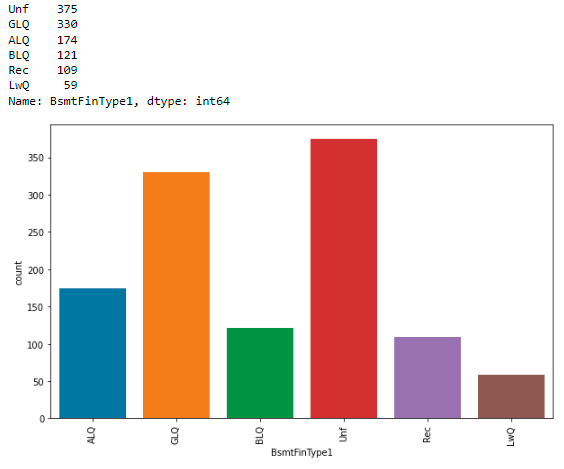 Unf 375
GLQ 330
ALQ 174
BLQ 121
Rec 109
LwQ 59
Name: BsmtFinType1, dtype: int64
350
300
250
200
150
100
50
0
count
ALQ GLQ BLQ Unf Rec LwQ
BsmtFinType1